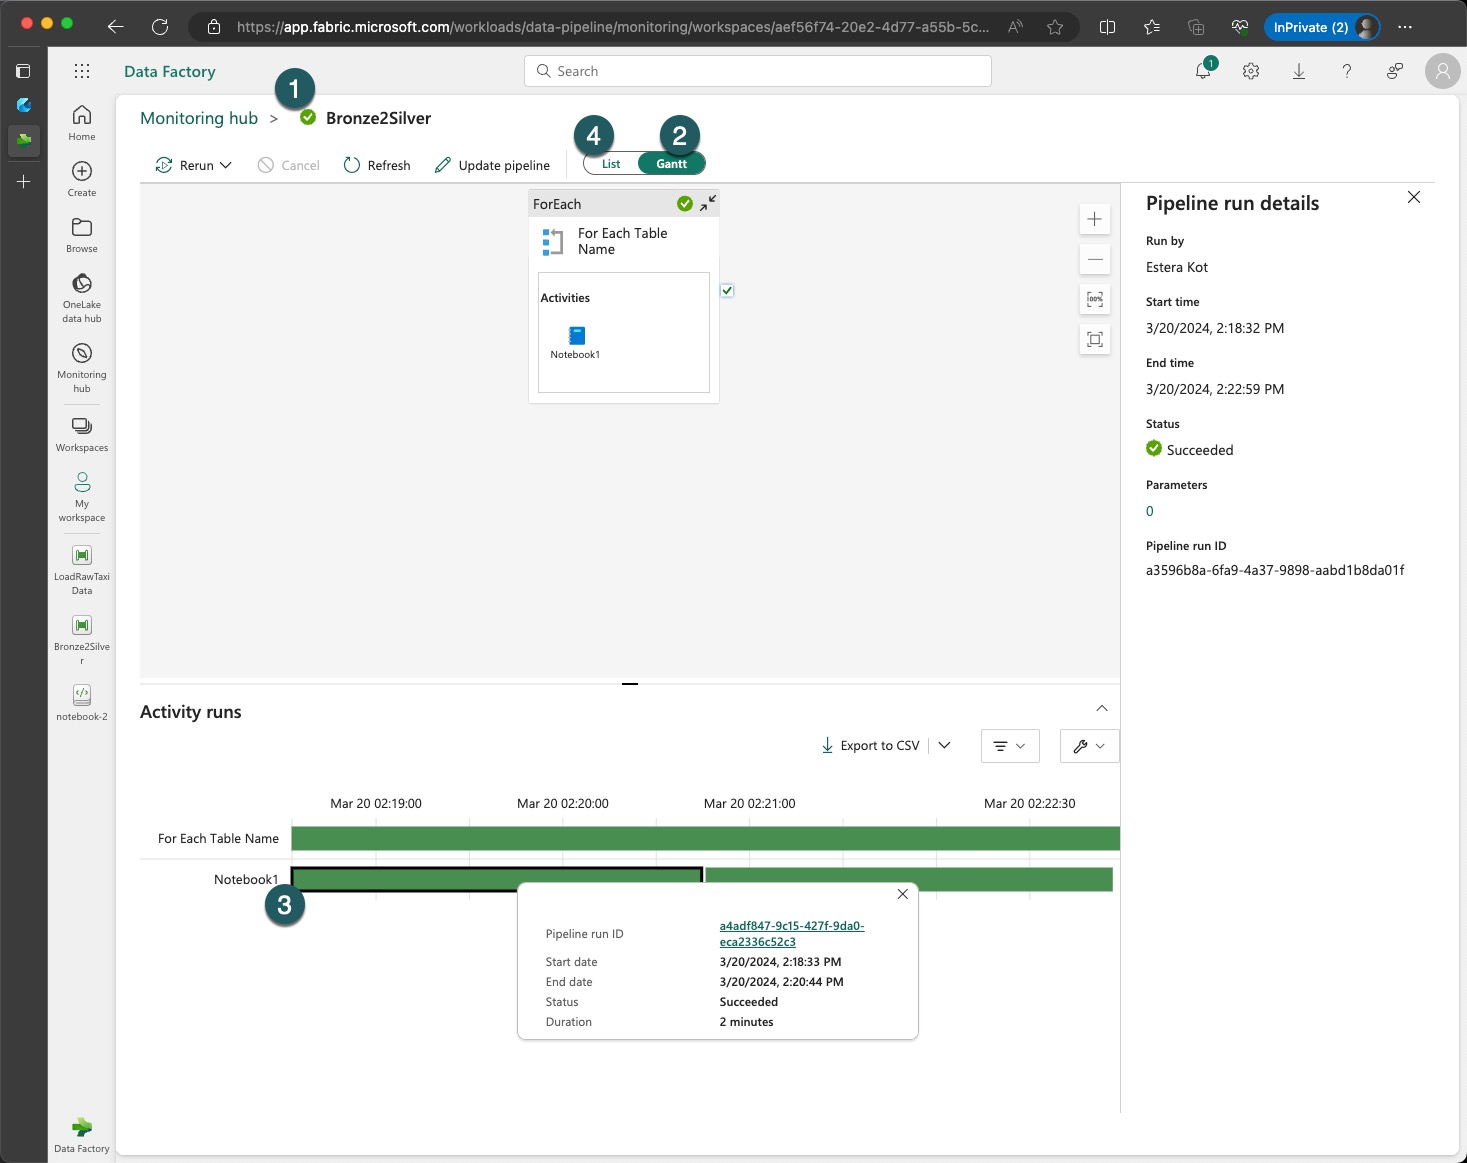 https://app.fabric.microsoft.com/workloads/data-pipeline/monitoring/workspaces/aef56f74-20e2-4d77-a55b-5c...
InPrivate (2)
Data Factory
Search
1
Home
Create
Browse
OneLake
data hub
Monitoring
hub
Workspaces
My
workspace
LoadRawTaxi
Data
Bronze2Silve
r
notebook-2
Data Factory
1
Monitoring hub > Bronze2Silver
4
2
Rerun
Cancel
Refresh
Update pipeline
List
Gantt
ForEach
For Each Table
Name
Activities
Notebook1
100%
Pipeline run details
Run by
Estera Kot
Start time
3/20/2024, 2:18:32 PM
End time
3/20/2024, 2:22:59 PM
Status
Succeeded
Parameters
0
Pipeline run ID
a3596b8a-6fa9-4a37-9898-aabd1b8da01f
Activity runs
Export to CSV
Mar 20 02:19:00
Mar 20 02:20:00
Mar 20 02:21:00
Mar 20 02:22:30
For Each Table Name
Notebook1
3
Pipeline run ID
a4adf847-9c15-427f-9da0-
eca2336c52c3
Start date
3/20/2024, 2:18:33 PM
End date
3/20/2024, 2:20:44 PM
Status
Succeeded
Duration
2 minutes